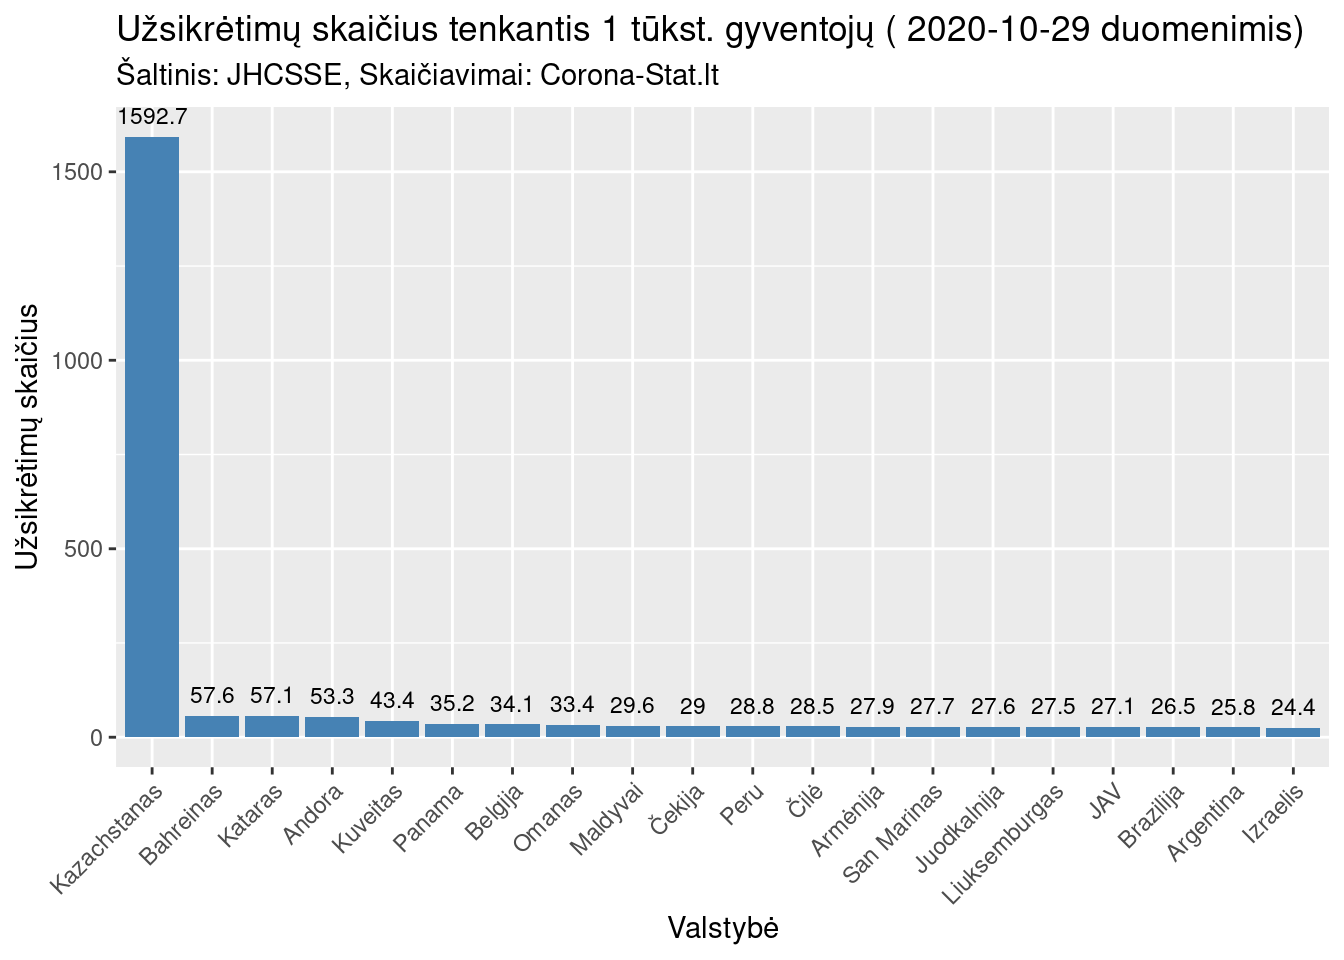 Užsikrėtimų skaičius tenkantis 1 tūkst. gyventojų ( 2020-10-29 duomenimis)
Šaltinis: JHCSSE, Skaičiavimai: Corona-Stat.lt
Užsikrėtimų skaičius
1500
1000
500
0
1592.7
57.6
57.1
53.3
43.4
35.2
34.1
33.4
29.6
29
28.8
28.5
27.9
27.7
27.6
27.5
27.1
26.5
25.8
24.4
Kazachstanas
Bahreinas
Kataras
Andora
Kuveitas
Panama
Belgija
Omanas
Maldyvai
Čekija
Peru
Čilė
Armėnija
San Marinas
Juodkalnija
Liuksemburgas
JAV
Brazilija
Argentina
Izraelis
Valstybė